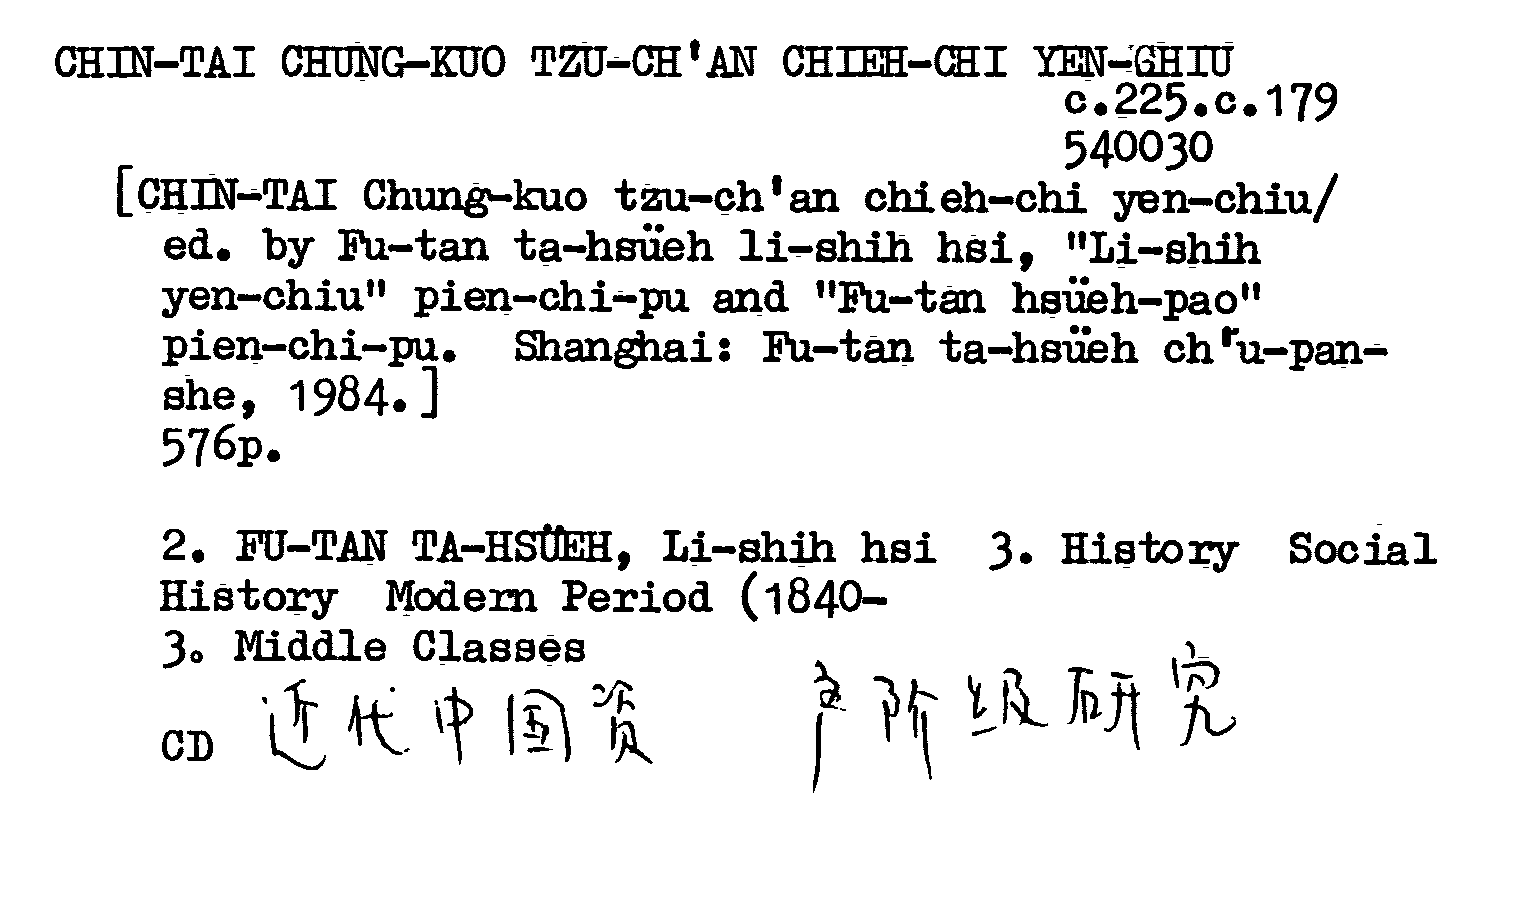 CHIN-TAI CHUNG-KUO TZU-CH'AN CHIEH-CHI YEN-GHIU
c.225.c.179
540030
[CHIN-TAI Chung-kuo tzu-ch'an chieh-chi yen-chiu/
ed. by Fu-tan ta-hsüeh li-shih hsi, "Li-shih
yen-chiu" pien-chi-pu and "Fu-tan hsüeh-pao"
pien-chi-pu. Shanghai: Fu-tan ta-hsüeh ch'u-pan-
she, 1984.]
576p.
2. FU-TAN TA-HSÜEH, Li-shih hsi 3. History Social
History Modern Period (1840-
3. Middle Classes
CD 近代中国资 产阶级研究